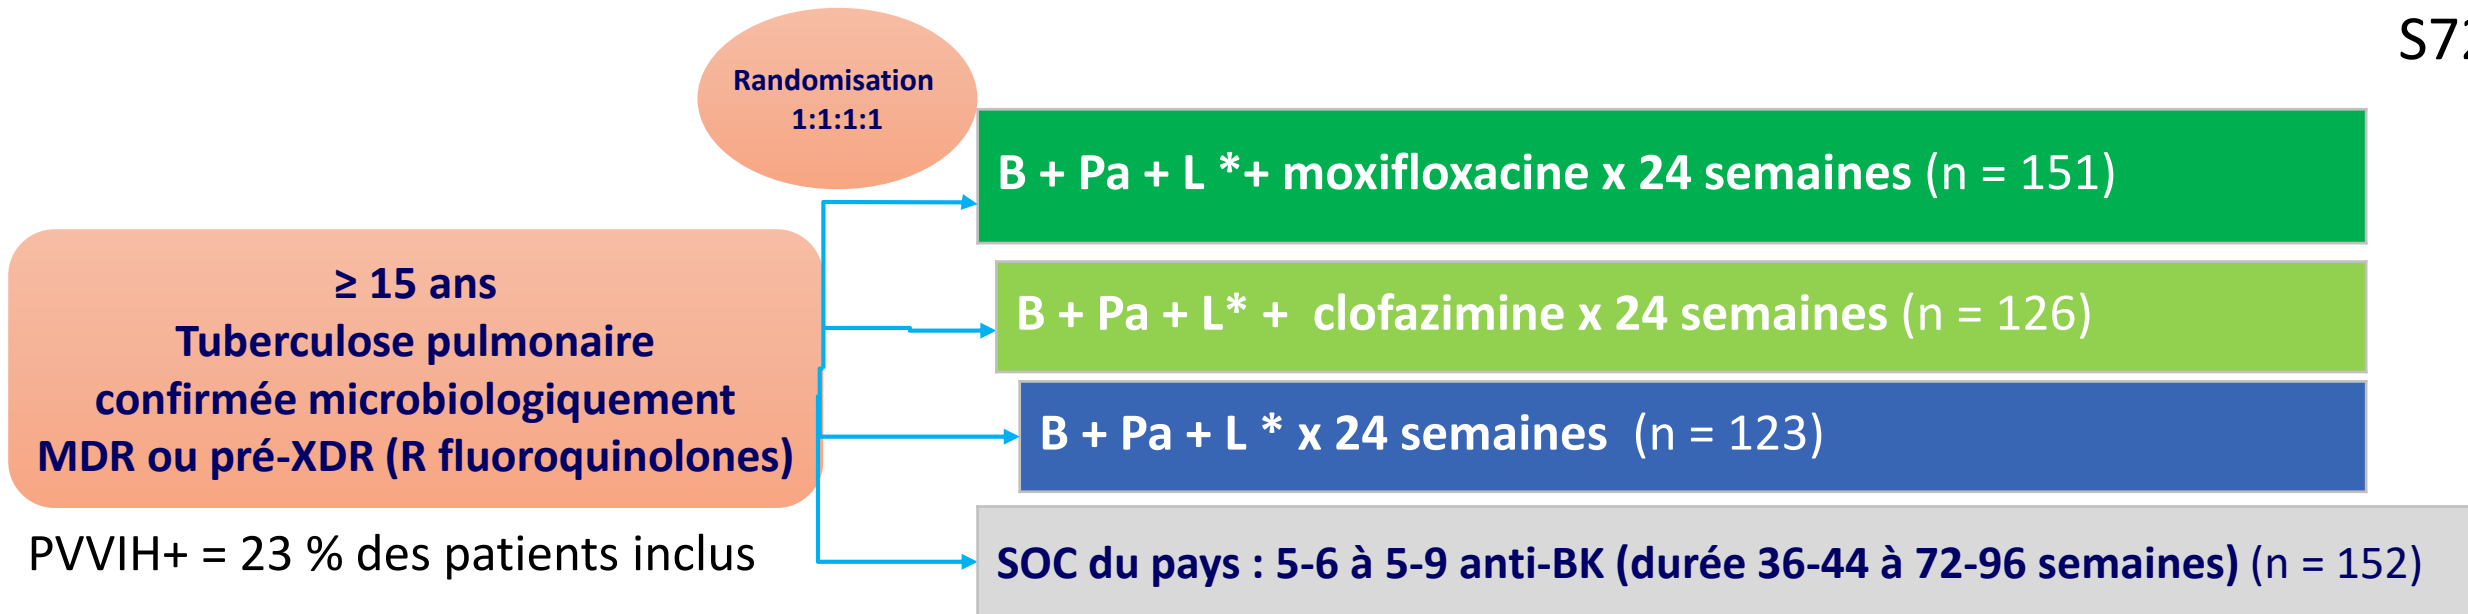 S72
Randomisation
1:1:1:1
B + Pa + L *+ moxifloxacine x 24 semaines (n = 151)
B + Pa + L* + clofazimine x 24 semaines (n = 126)
B + Pa + L * x 24 semaines (n = 123)
SOC du pays : 5-6 à 5-9 anti-BK (durée 36-44 à 72-96 semaines) (n = 152)
≥ 15 ans
Tuberculose pulmonaire
confirmée microbiologiquement
MDR ou pré-XDR (R fluoroquinolones)
PVVIH+ = 23 % des patients inclus